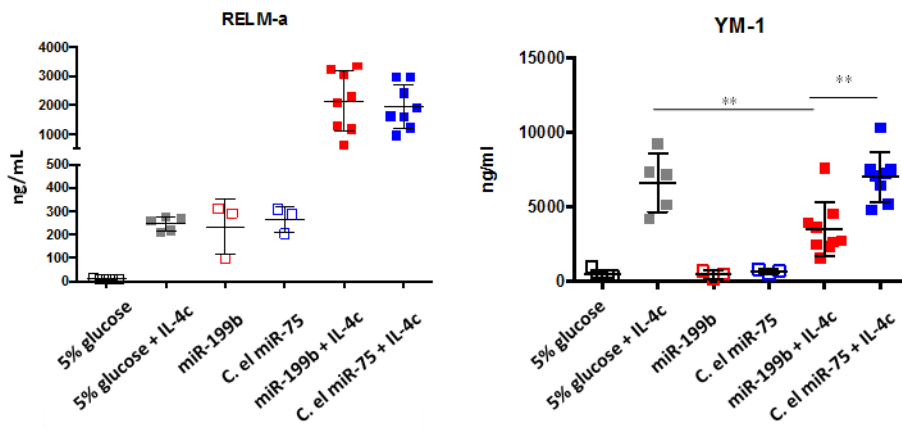 RELM-a
ng/mL
4000
3000
2000
1000
500
400
300
200
100
0
5% glucose
5% glucose + IL-4c
miR-199b
C. el miR-75
miR-199b + IL-4c
C. el miR-75 + IL-4c
YM-1
ng/ml
15000
10000
5000
0
**
**
5% glucose
5% glucose + IL-4c
miR-199b
C. el miR-75
miR-199b + IL-4c
C. el miR-75 + IL-4c